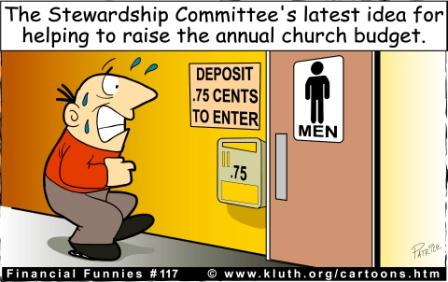 The Stewardship Committee's latest idea for
helping to raise the annual church budget.
DEPOSIT
.75 CENTS
TO ENTER
MEN
.75
PATRICK
Financial Funnies #117 © www.kluth.org/cartoons.htm